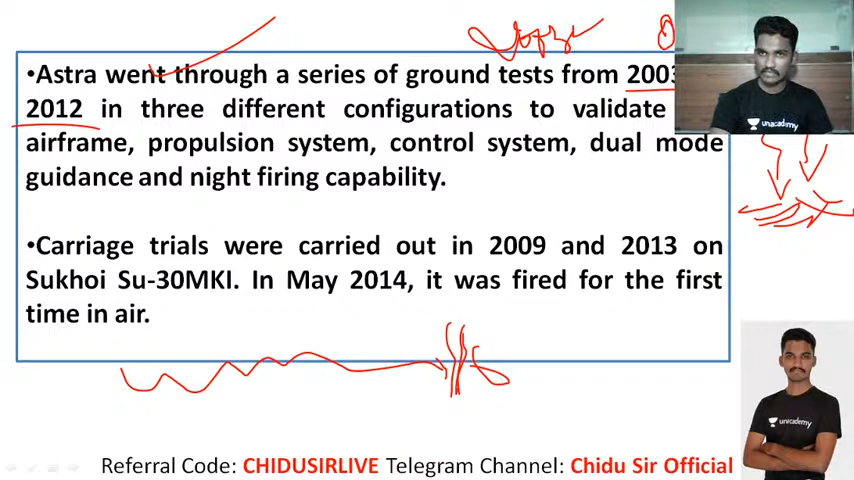 •Astra went through a series of ground tests from 2003
2012 in three different configurations to validate
airframe, propulsion system, control system, dual mode
guidance and night firing capability.
•Carriage trials were carried out in 2009 and 2013 on
Sukhoi Su-30MKI. In May 2014, it was fired for the first
time in air.
unacademy
unacademy
Referral Code: CHIDUSIRLIVE Telegram Channel: Chidu Sir Official